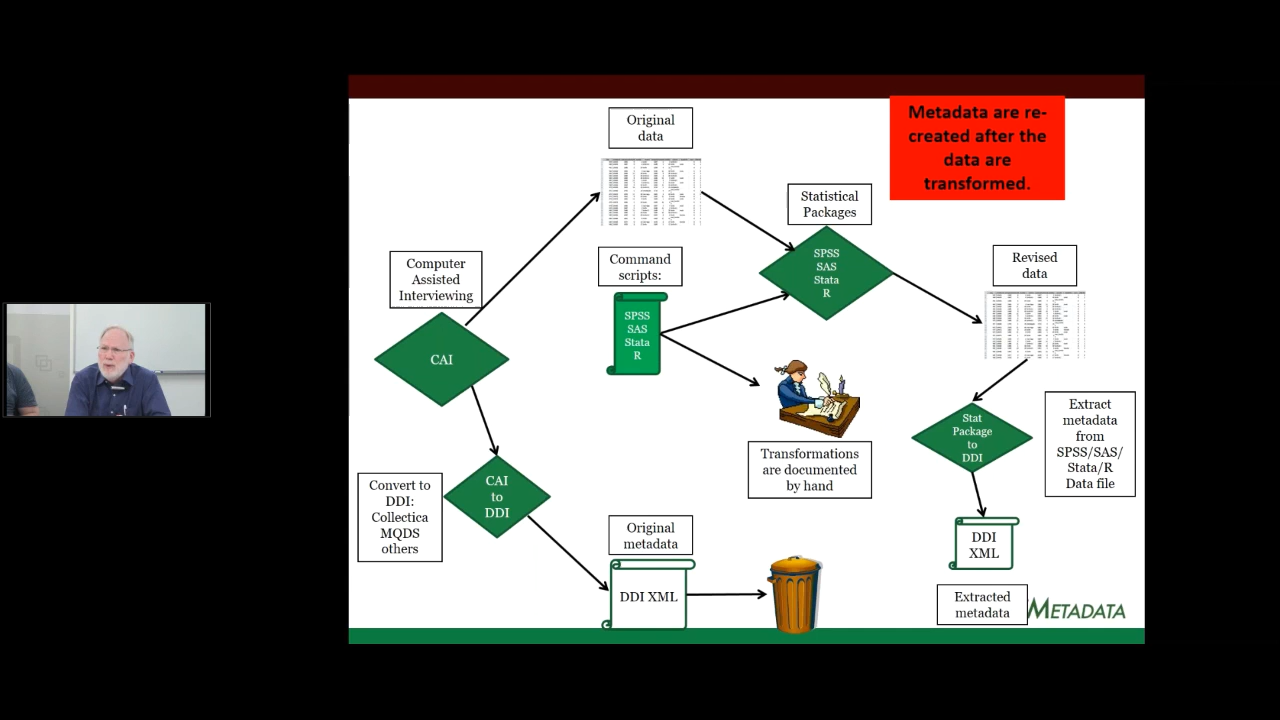 Original
data
Metadata are re-
created after the
data are
transformed.
Statistical
Packages
SPSS
SAS
Stata
R
Computer
Assisted
Interviewing
Command
scripts:
SPSS
SAS
Stata
R
Revised
data
CAI
Transformations
are documented
by hand
Stat
Package
to
DDI
Extract
metadata
from
SPSS/SAS/
Stata/R
Data file
Convert to
DDI:
Collectica
MQDS
others
CAI
to
DDI
Original
metadata
DDI XML
DDI
XML
Extracted
metadata
METADATA